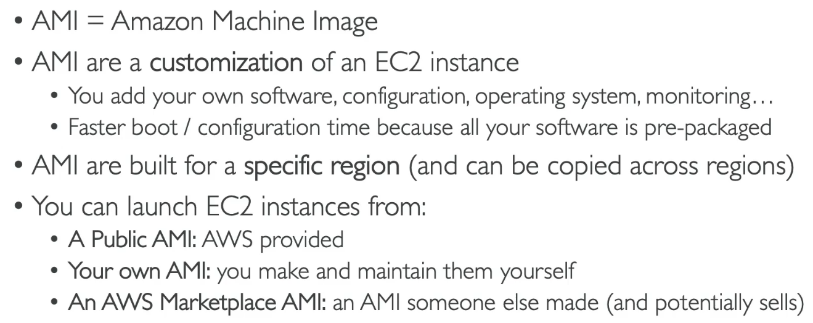 • AMI = Amazon Machine Image
• AMI are a customization of an EC2 instance
• You add your own software, configuration, operating system, monitoring…
• Faster boot / configuration time because all your software is pre-packaged
• AMI are built for a specific region (and can be copied across regions)
• You can launch EC2 instances from:
• A Public AMI: AWS provided
• Your own AMI: you make and maintain them yourself
• An AWS Marketplace AMI: an AMI someone else made (and potentially sells)